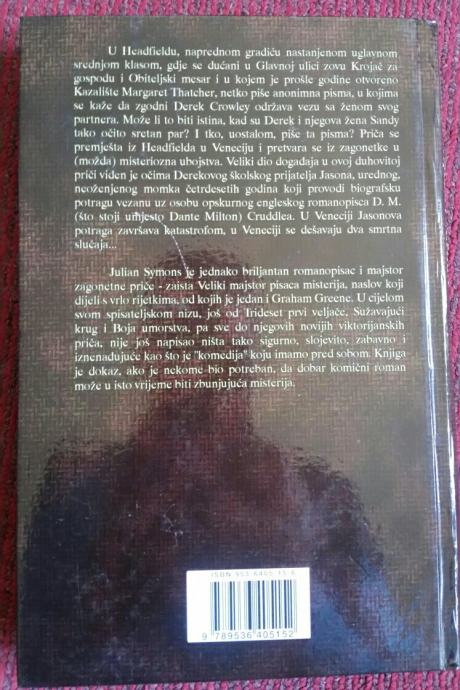 U Headfieldu, naprednom gradiću nastanjenom uglavnom
srednjom klasom, gdje se dućani u Glavnoj ulici zovu Krojač za
gospodu i Obiteljski mesar i u kojem je prošle godine otvoreno
Kazalište Margaret Thatcher, netko piše anonimna pisma, u kojima
se kaže da zgodni Derek Crowley održava vezu sa ženom svog
partnera. Može li to biti istina, kad su Derek i njegova žena Sandy
tako očito sretan par? I tko, uostalom, piše ta pisma? Priča se
premješta iz Headfielda u Veneciju i pretvara se iz zagonetke u
(možda) misteriozna ubojstva. Veliki dio događaja u ovoj duhovitoj
priči viđen je očima Derekovog školskog prijatelja Jasona, urednog,
neoženjenog momka četrdesetih godina koji provodi biografsku
potragu vezanu uz osobu opskurnog engleskog romanopisca D. M.
(što stoji umjesto Dante Milton) Cruddlea. U Veneciji Jasonova
potraga završava katastrofom, u Veneciji se dešavaju dva smrtna
slučaja...
Julian Symons je jednako briljantan romanopisac i majstor
zagonetne priče - zaista Veliki majstor pisaca misterija, naslov koji
dijeli s vrlo rijetkima, od kojih je jedan i Graham Greene. U cijelom
svom spisateljskom nizu, još od Trideset prvi veljače, Sužavajući
krug i Boja umorstva, pa sve do njegovih novijih viktorijanskih
priča, nije još napisao ništa tako sigurno, slojevito, zabavno i
iznenađujuće kao što je "komedija" koju imamo pred sobom. Knjiga
je dokaz, ako je nekome bio potreban, da dobar komični roman
može u isto vrijeme biti zbunjujuća misterija.
ISBN 953-6405-15-6
9 789536 405152